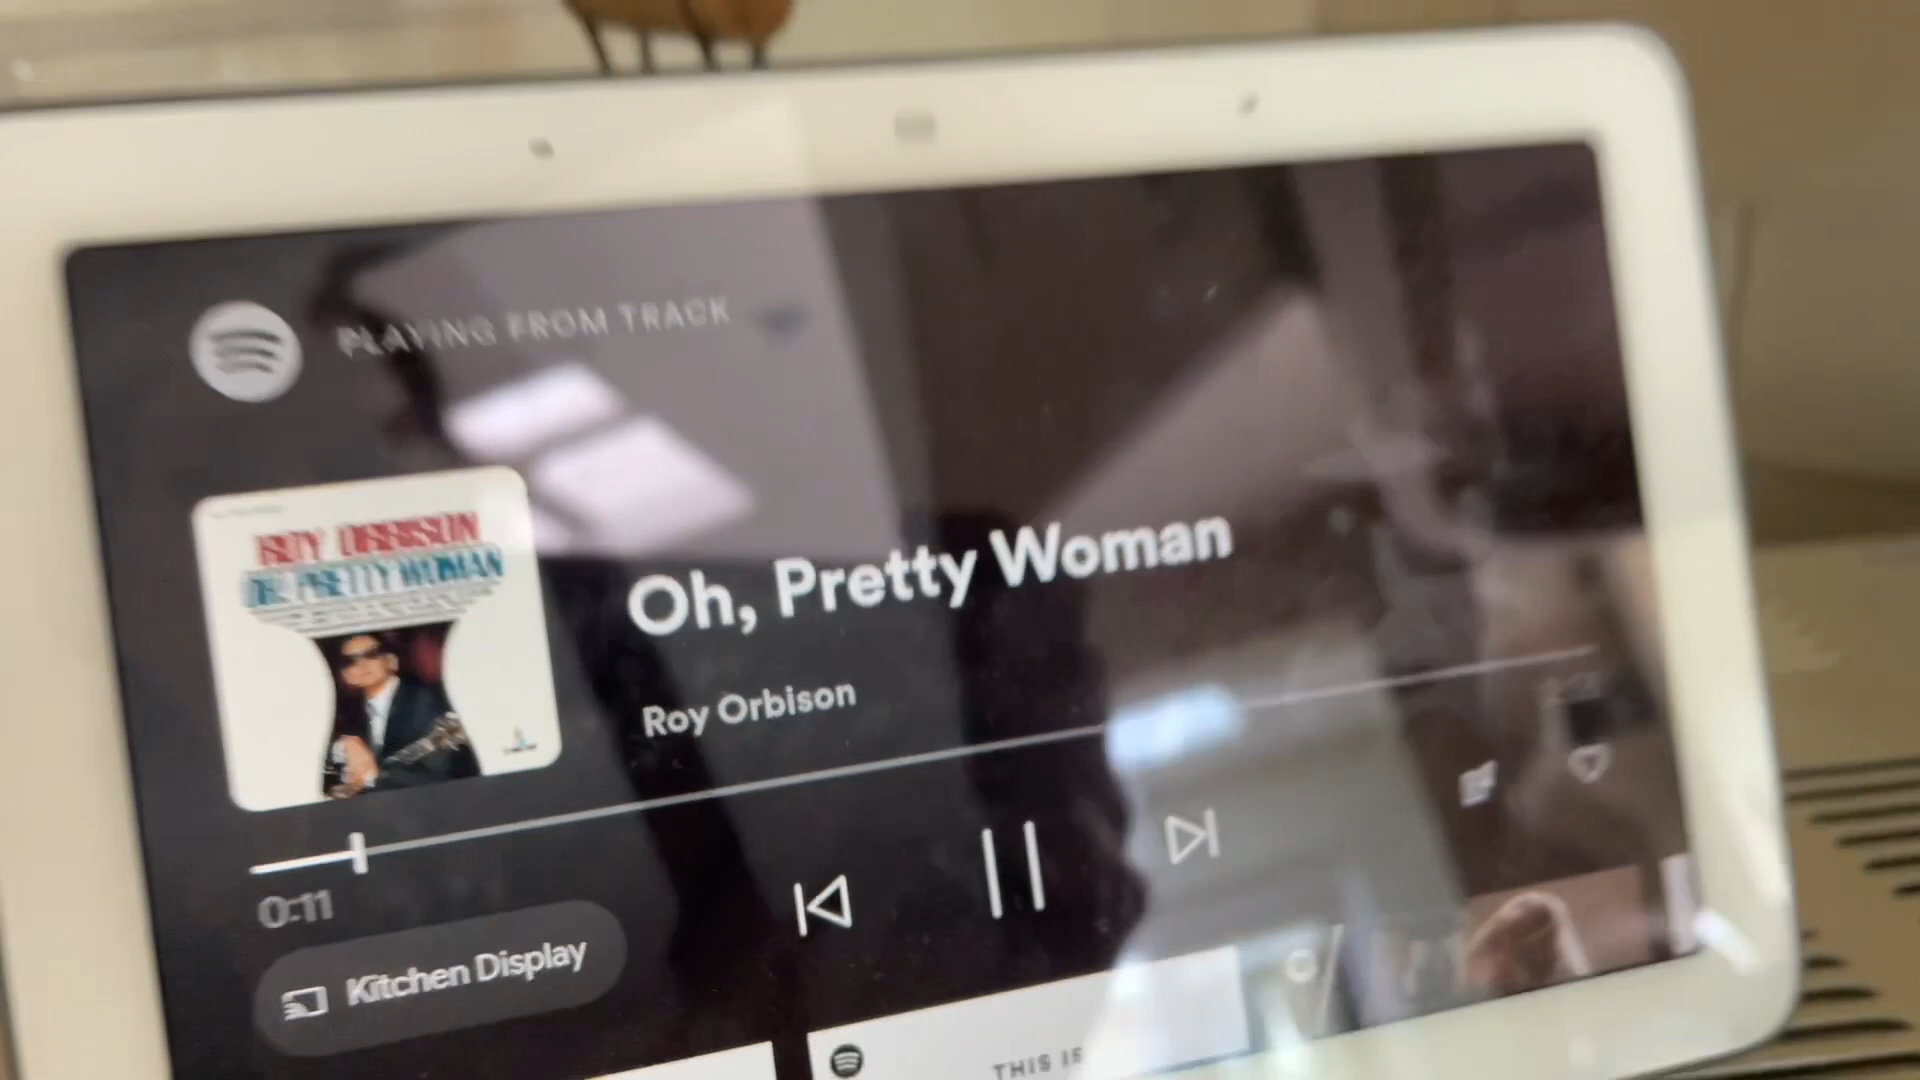 PLAYING FROM TRACK
ROY ORBISON
OH, PRETTY WOMAN
Oh, Pretty Woman
Roy Orbison
0:11
Kitchen Display
THIS IS